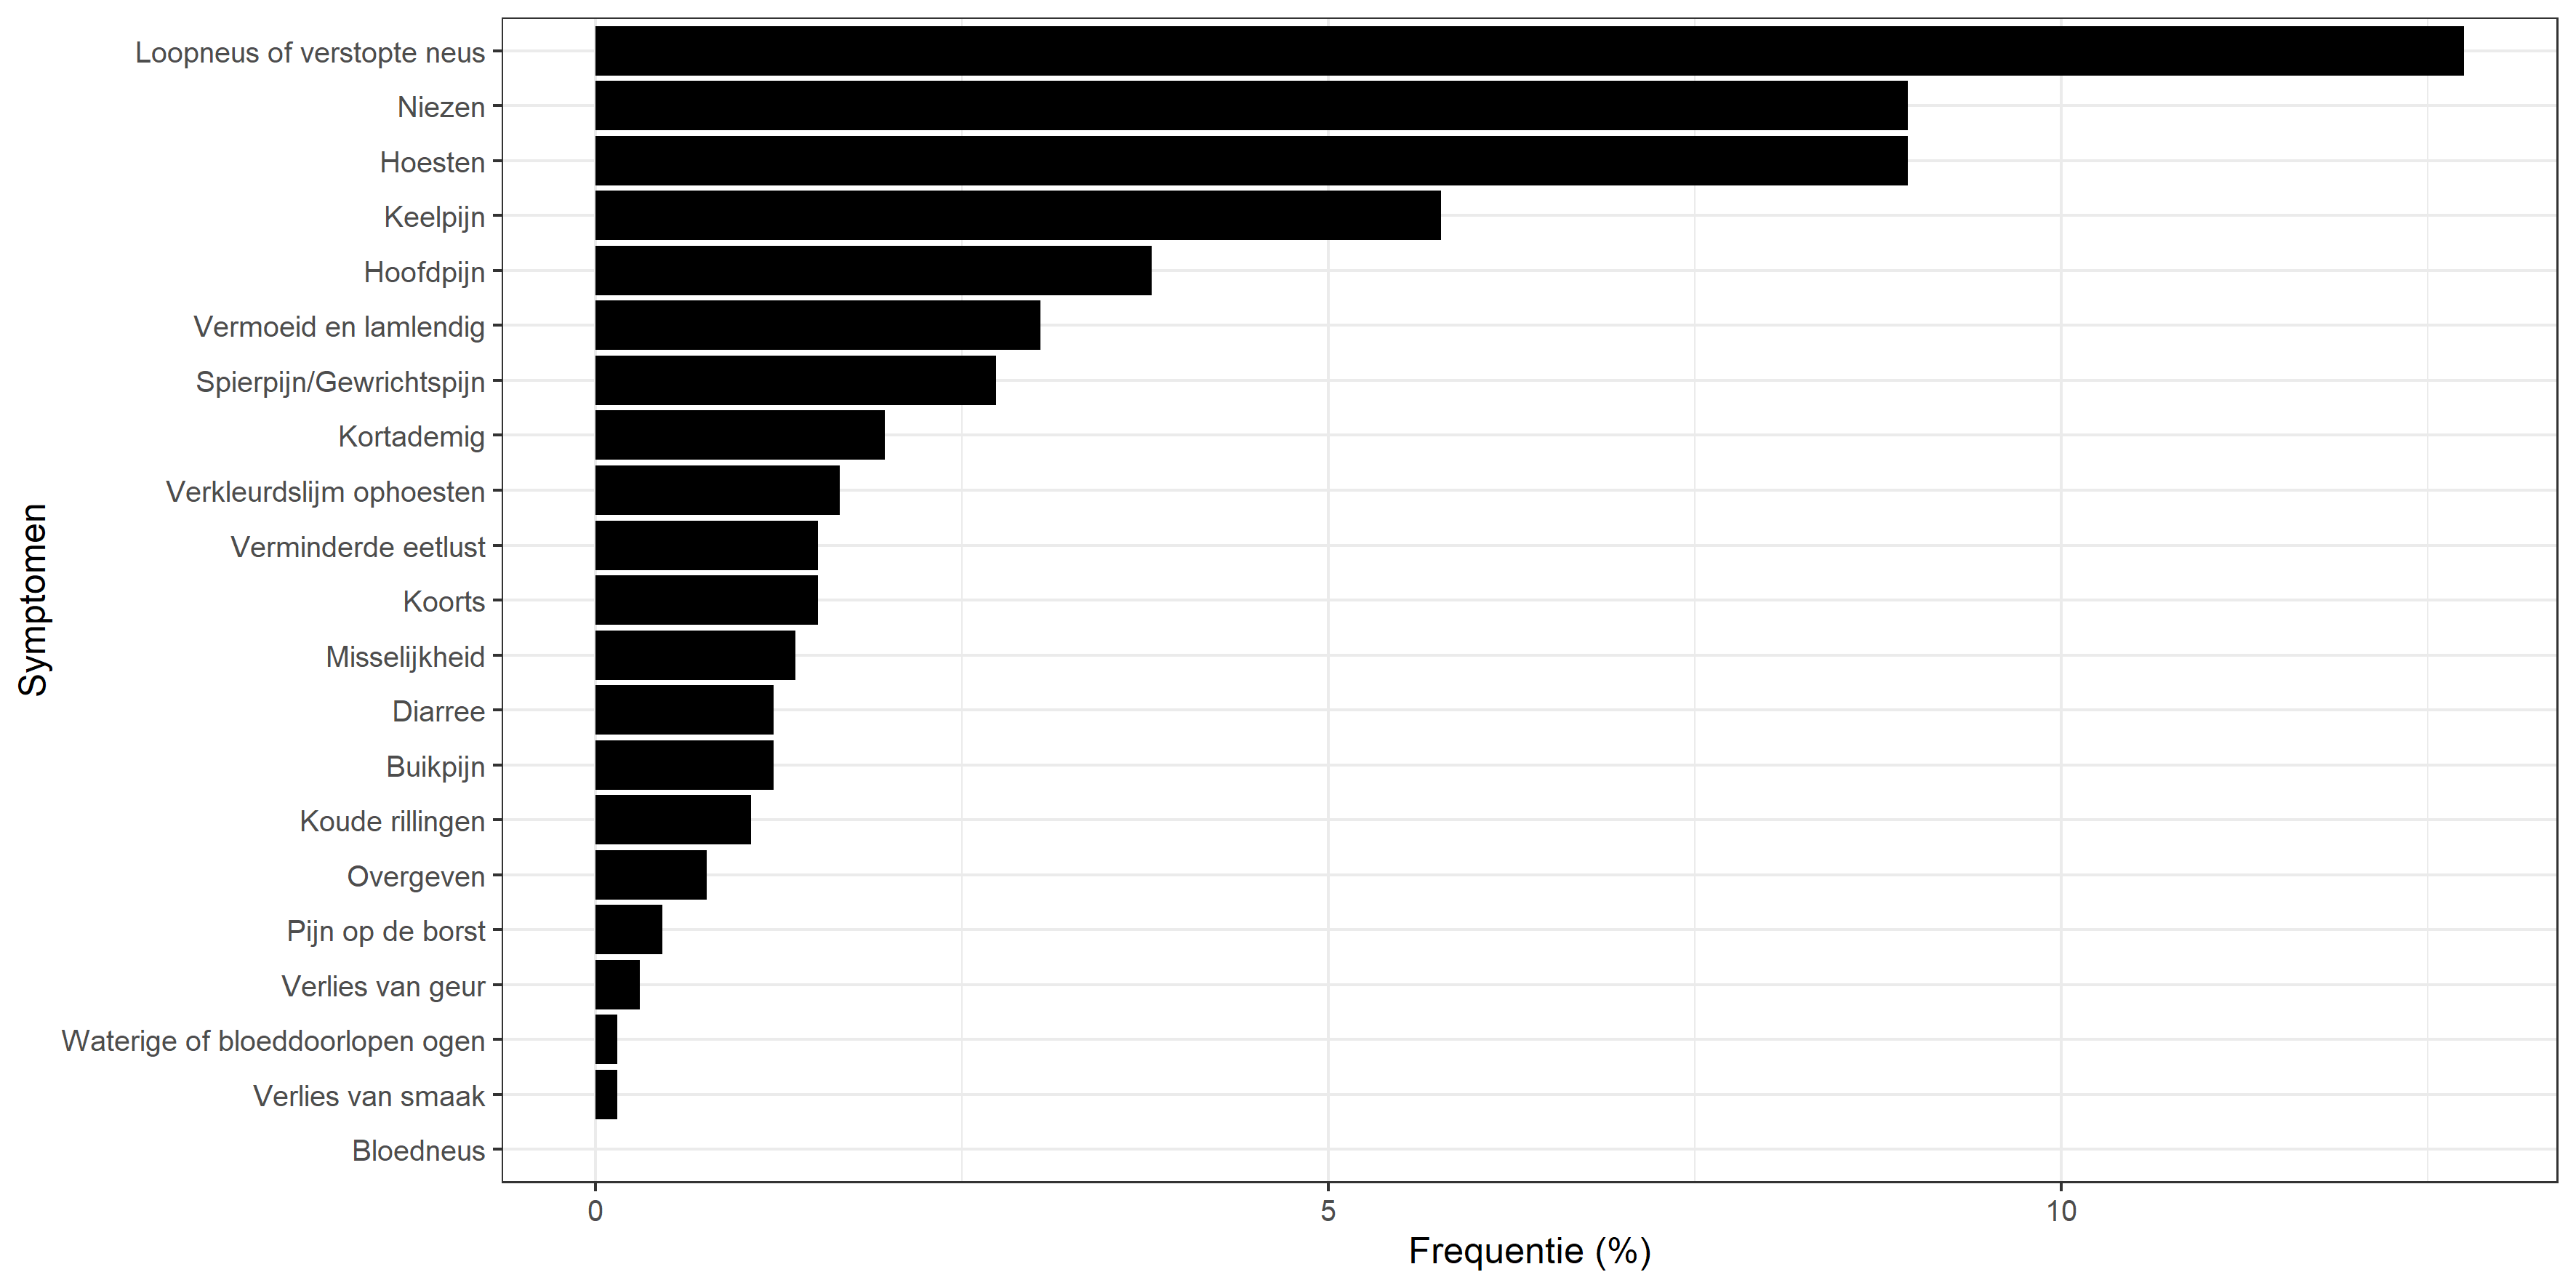 Loopneus of verstopte neus
Niezen
Hoesten
Keelpijn
Hoofdpijn
Vermoeid en lamlendig
Spierpijn/Gewrichtspijn
Kortademig
Verkleurdslijm ophoesten
Verminderde eetlust
Koorts
Misselijkheid
Diarree
Buikpijn
Koude rillingen
Overgeven
Pijn op de borst
Verlies van geur
Waterige of bloeddoorlopen ogen
Verlies van smaak
Bloedneus
Symptomen
0 5 10
Frequentie (%)